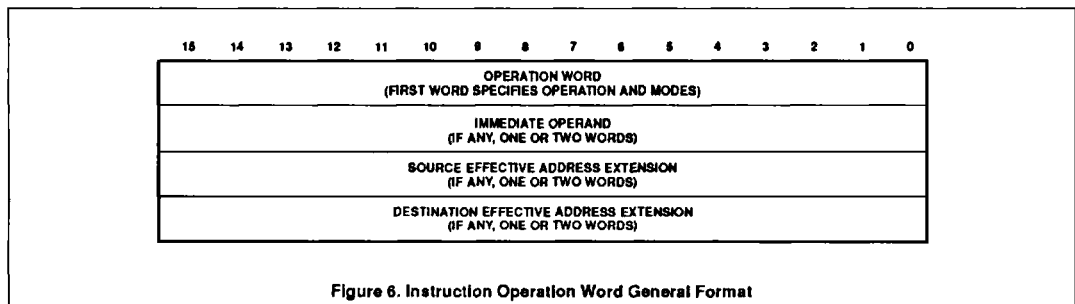 15 14 13 12 11 10 9 8 7 6 5 4 3 2 1 0
OPERATION WORD
(FIRST WORD SPECIFIES OPERATION AND MODES)
IMMEDIATE OPERAND
(IF ANY, ONE OR TWO WORDS)
SOURCE EFFECTIVE ADDRESS EXTENSION
(IF ANY, ONE OR TWO WORDS)
DESTINATION EFFECTIVE ADDRESS EXTENSION
(IF ANY, ONE OR TWO WORDS)
Figure 6. Instruction Operation Word General Format